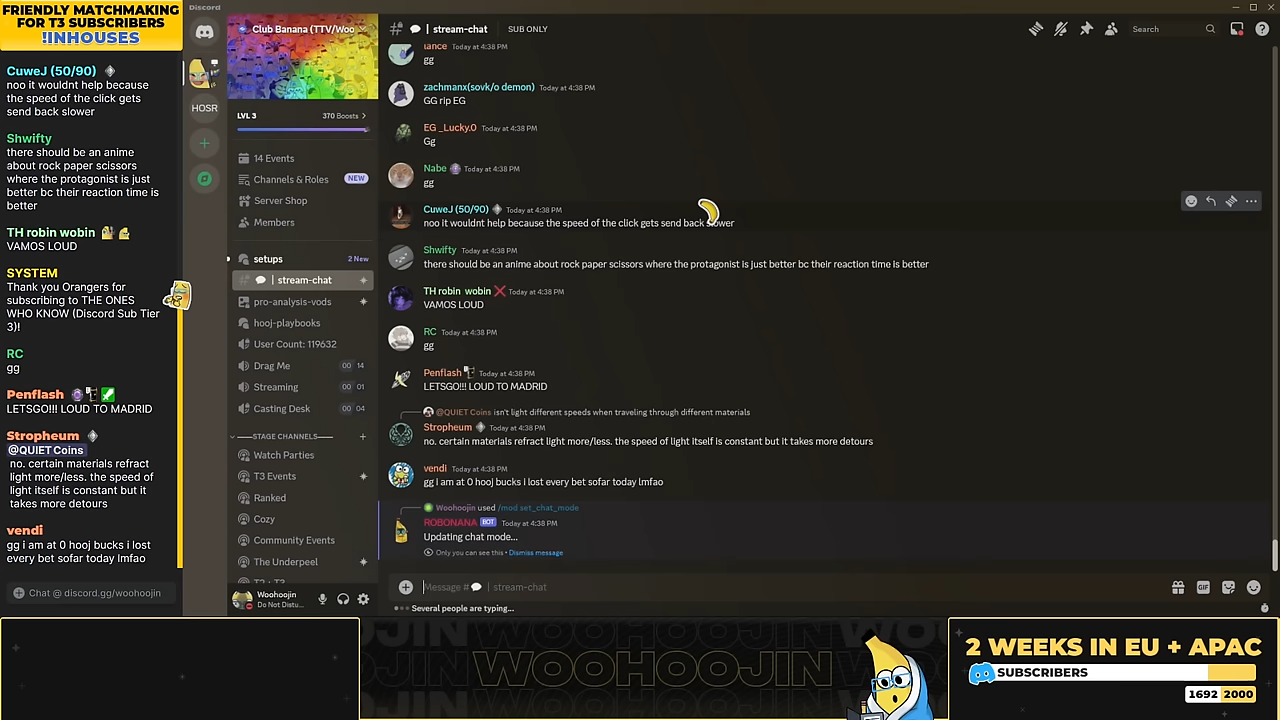 FRIENDLY MATCHMAKING
FOR T3 SUBSCRIBERS
!INHOUSES
CuweJ (50/90)
noo it wouldnt help because
the speed of the click gets
send back slower
Shwifty
there should be an anime
about rock paper scissors
where the protagonist is just
better bc their reaction time is
better
TH robin wobin
VAMOS LOUD
SYSTEM
Thank you Orangers for
subscribing to THE ONES
WHO KNOW (Discord Sub Tier
3)!
RC
gg
Penflash
LETSGO!!! LOUD TO MADRID
Stropheum
@QUIET Coins
no. certain materials refract
light more/less. the speed of
light itself is constant but it
takes more detours
vendi
gg i am at 0 hooj bucks i lost
every bet sofar today lmfao
Chat @ discord.gg/woohoojin
Discord
HOSR
Club Banana (TTV/Woo
LVL 3
370 Boosts
14 Events
Channels & Roles
NEW
Server Shop
Members
setups
2 New
| stream-chat
pro-analysis-vods
hooj-playbooks
User Count: 119632
Drag Me
00 14
Streaming
00 01
Casting Desk
00 04
STAGE CHANNELS
Watch Parties
T3 Events
Ranked
Cozy
Community Events
The Underpeel
T2 + T3
Woohoojin
Do Not Distu...
| stream-chat
SUB ONLY
Search
lance Today at 4:38 PM
gg
zachmanx(sovk/o demon) Today at 4:38 PM
GG rip EG
EG _Lucky.0 Today at 4:38 PM
Gg
Nabe Today at 4:38 PM
gg
CuweJ (50/90) Today at 4:38 PM
noo it wouldnt help because the speed of the click gets send back slower
Shwifty Today at 4:38 PM
there should be an anime about rock paper scissors where the protagonist is just better bc their reaction time is better
TH robin wobin Today at 4:38 PM
VAMOS LOUD
RC Today at 4:38 PM
gg
Penflash Today at 4:38 PM
LETSGO!!! LOUD TO MADRID
@QUIET Coins isn't light different speeds when traveling through different materials
Stropheum Today at 4:38 PM
no. certain materials refract light more/less. the speed of light itself is constant but it takes more detours
vendi Today at 4:38 PM
gg i am at 0 hooj bucks i lost every bet sofar today lmfao
Woohoojin used /mod set_chat_mode
ROBONANA BOT Today at 4:38 PM
Updating chat mode...
Only you can see this • Dismiss message
Message # | stream-chat
GIF
Several people are typing...
WOOHOOJIN
2 WEEKS IN EU + APAC
SUBSCRIBERS
1692 2000